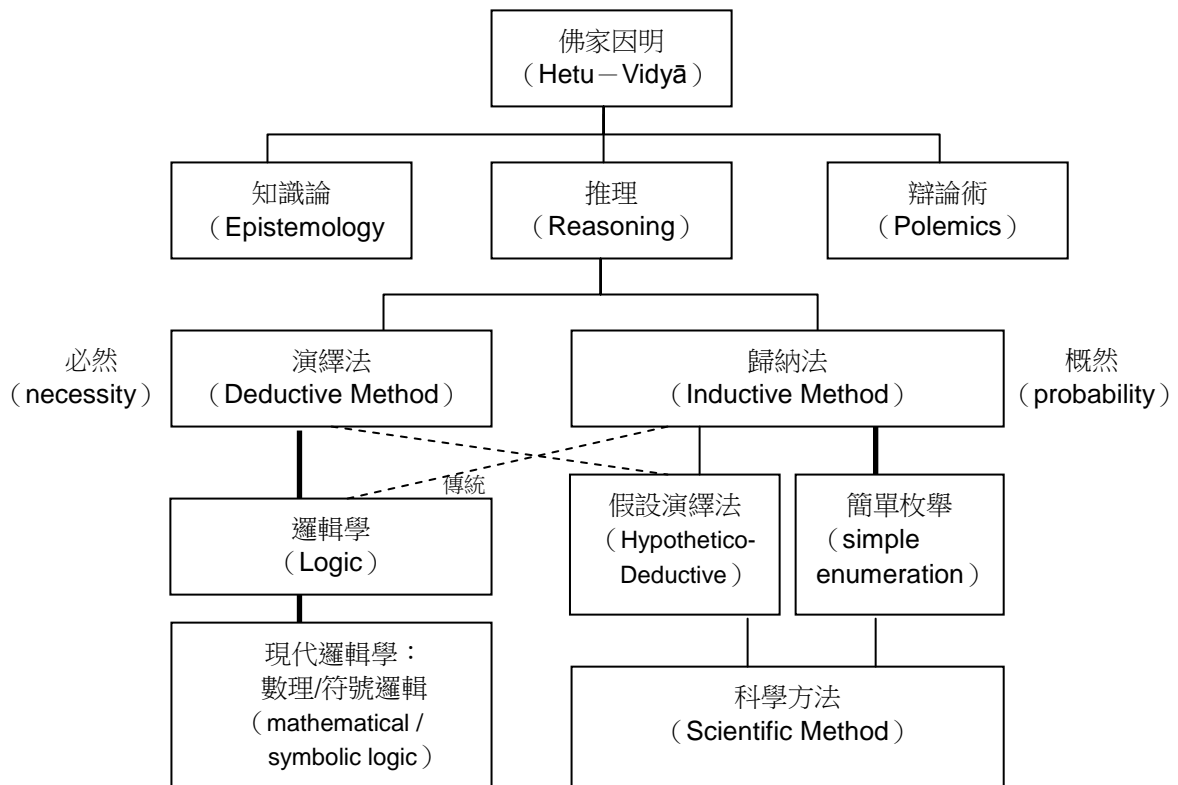 佛家因明
（Hetu－Vidyā）
知識論
（Epistemology
推理
（Reasoning）
辯論術
（Polemics）
必然
（necessity）
演繹法
（Deductive Method）
歸納法
（Inductive Method）
概然
（probability）
傳統
邏輯學
（Logic）
假設演繹法
（Hypothetico-
Deductive）
簡單枚舉
（simple
enumeration）
現代邏輯學：
數理/符號邏輯
（mathematical /
symbolic logic）
科學方法
（Scientific Method）